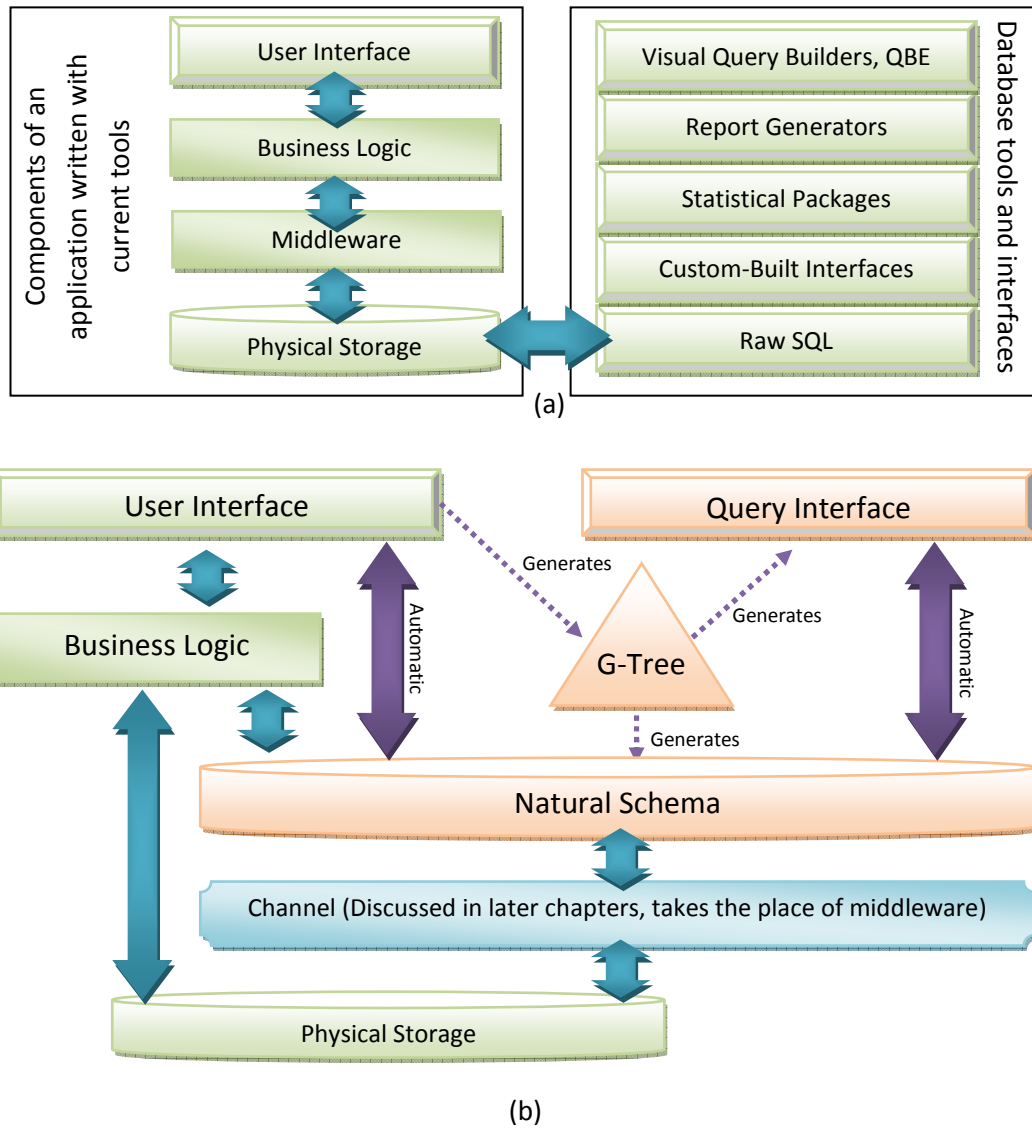 Components of an
application written with
current tools
User Interface
Business Logic
Middleware
Physical Storage
Visual Query Builders, QBE
Report Generators
Statistical Packages
Custom-Built Interfaces
Raw SQL
Database tools and interfaces
(a)
User Interface
Query Interface
Generates
Generates
Automatic
Automatic
Business Logic
G-Tree
Generates
Natural Schema
Channel (Discussed in later chapters, takes the place of middleware)
Physical Storage
(b)